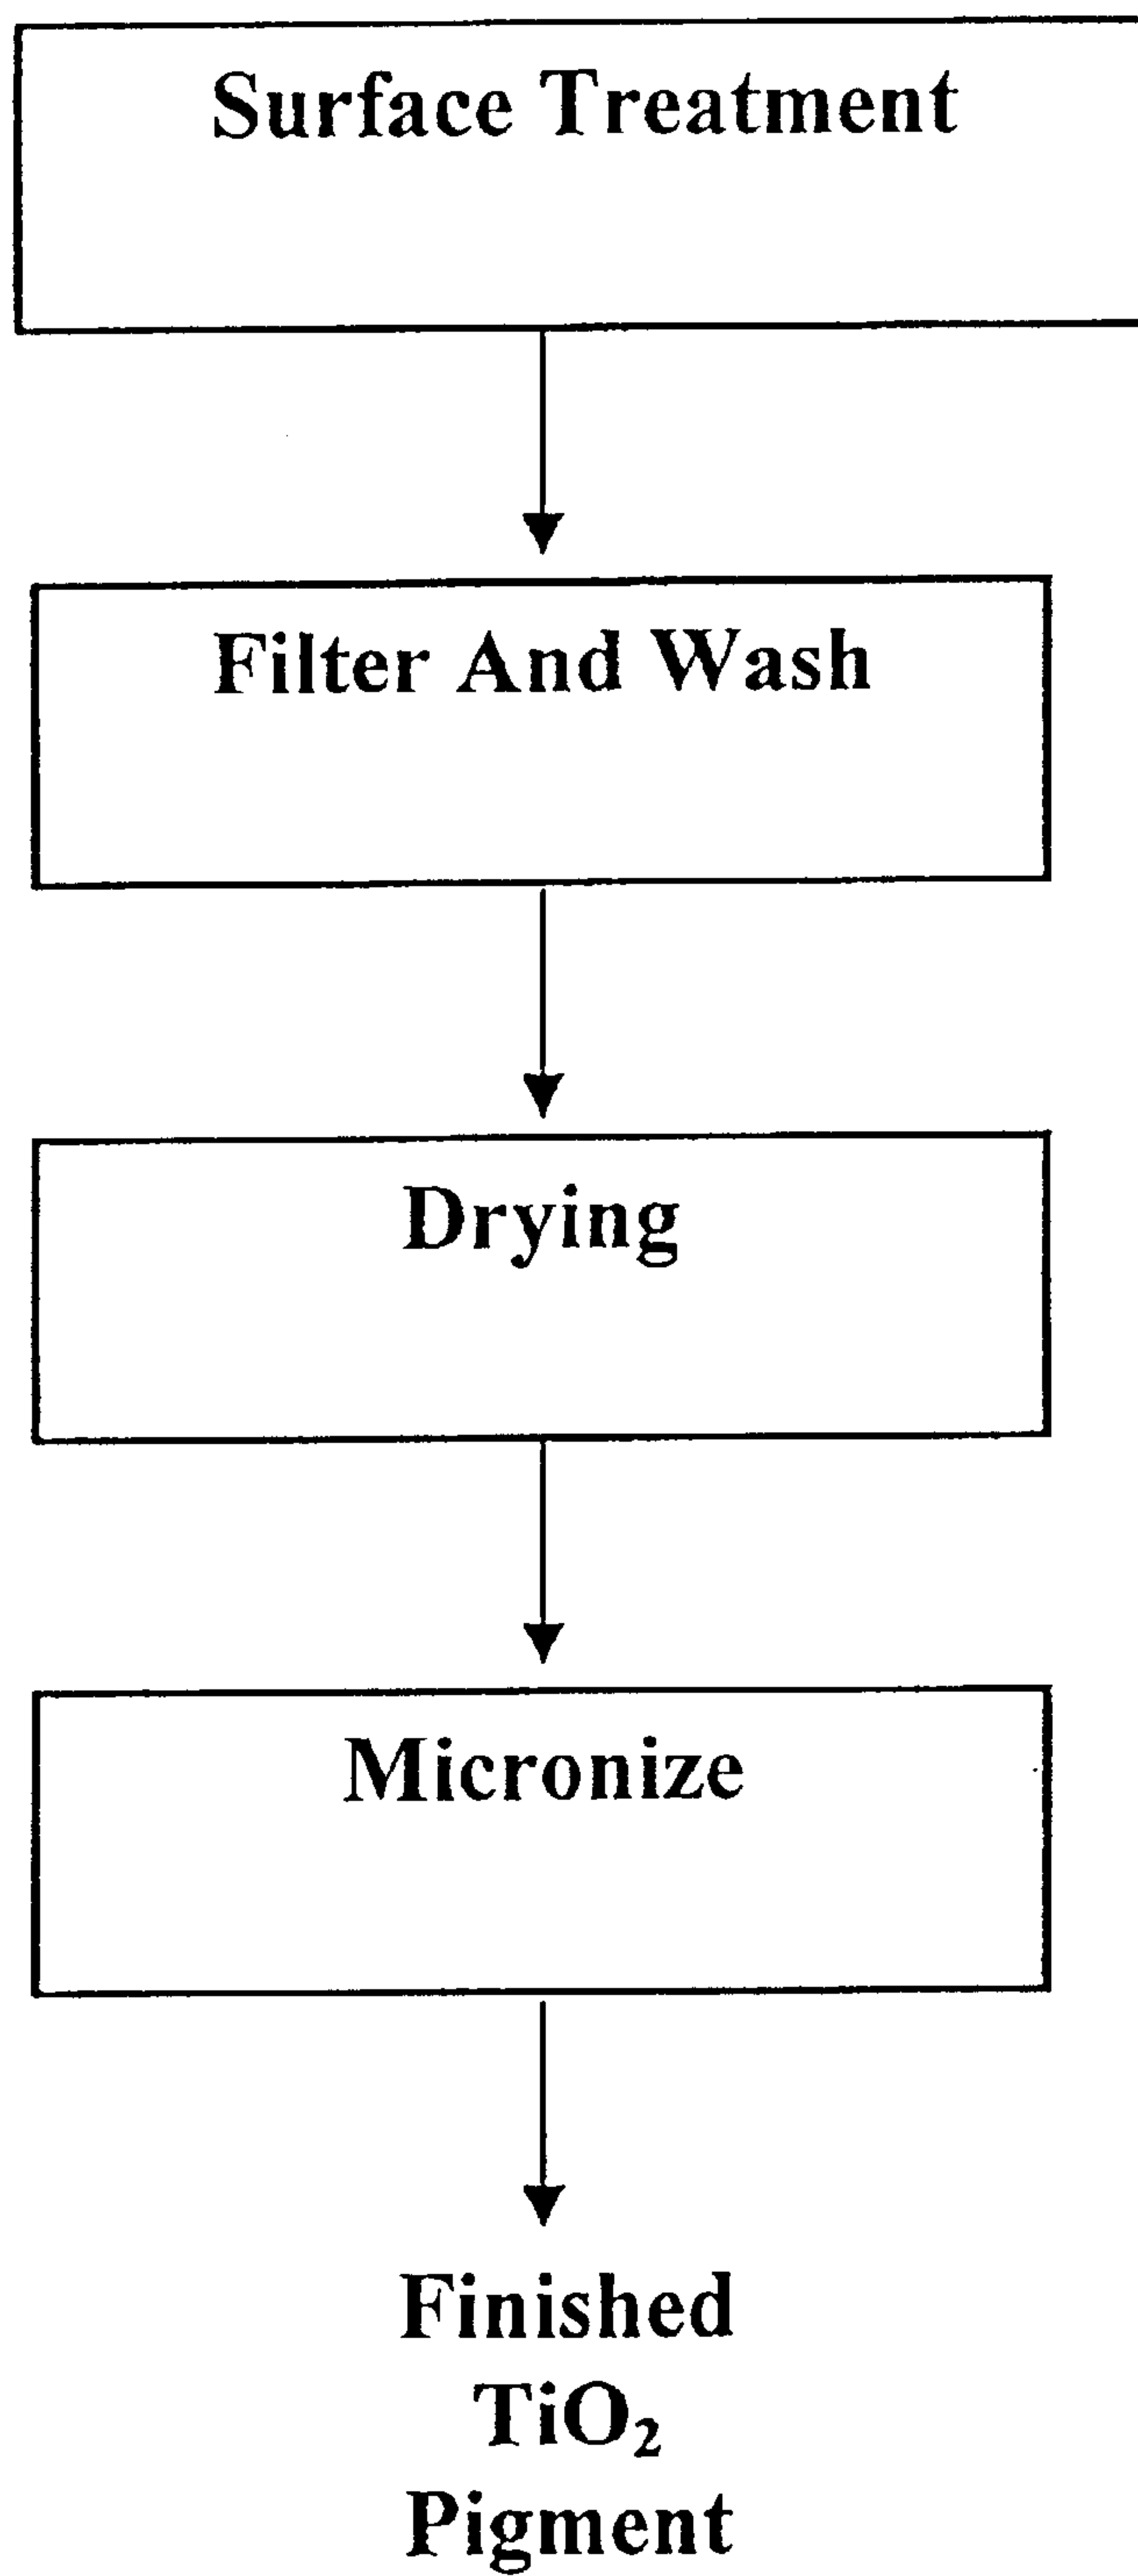 Surface Treatment
Filter And Wash
Drying
Micronize
Finished
TiO₂
Pigment